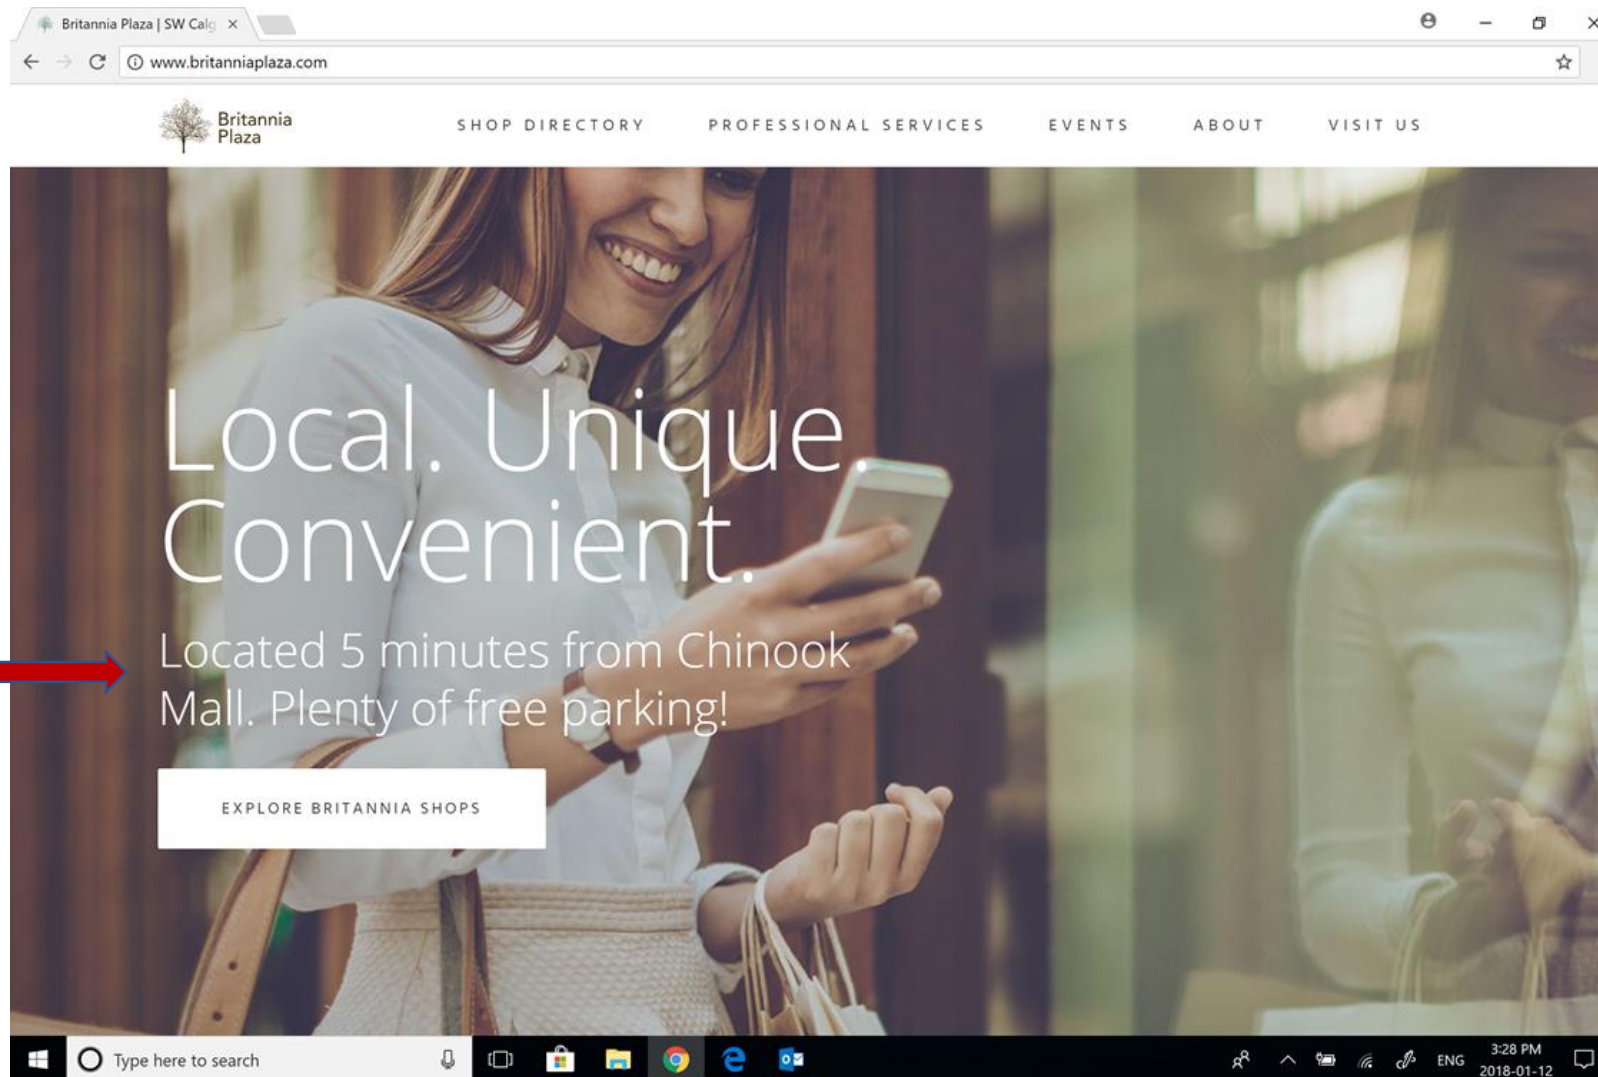 Britannia Plaza | SW Calg
www.britanniaplaza.com
Britannia
Plaza
SHOP DIRECTORY
PROFESSIONAL SERVICES
EVENTS
ABOUT
VISIT US
Local. Unique.
Convenient.
Located 5 minutes from Chinook
Mall. Plenty of free parking!
EXPLORE BRITANNIA SHOPS
Type here to search
ENG
3:28 PM
2018-01-12